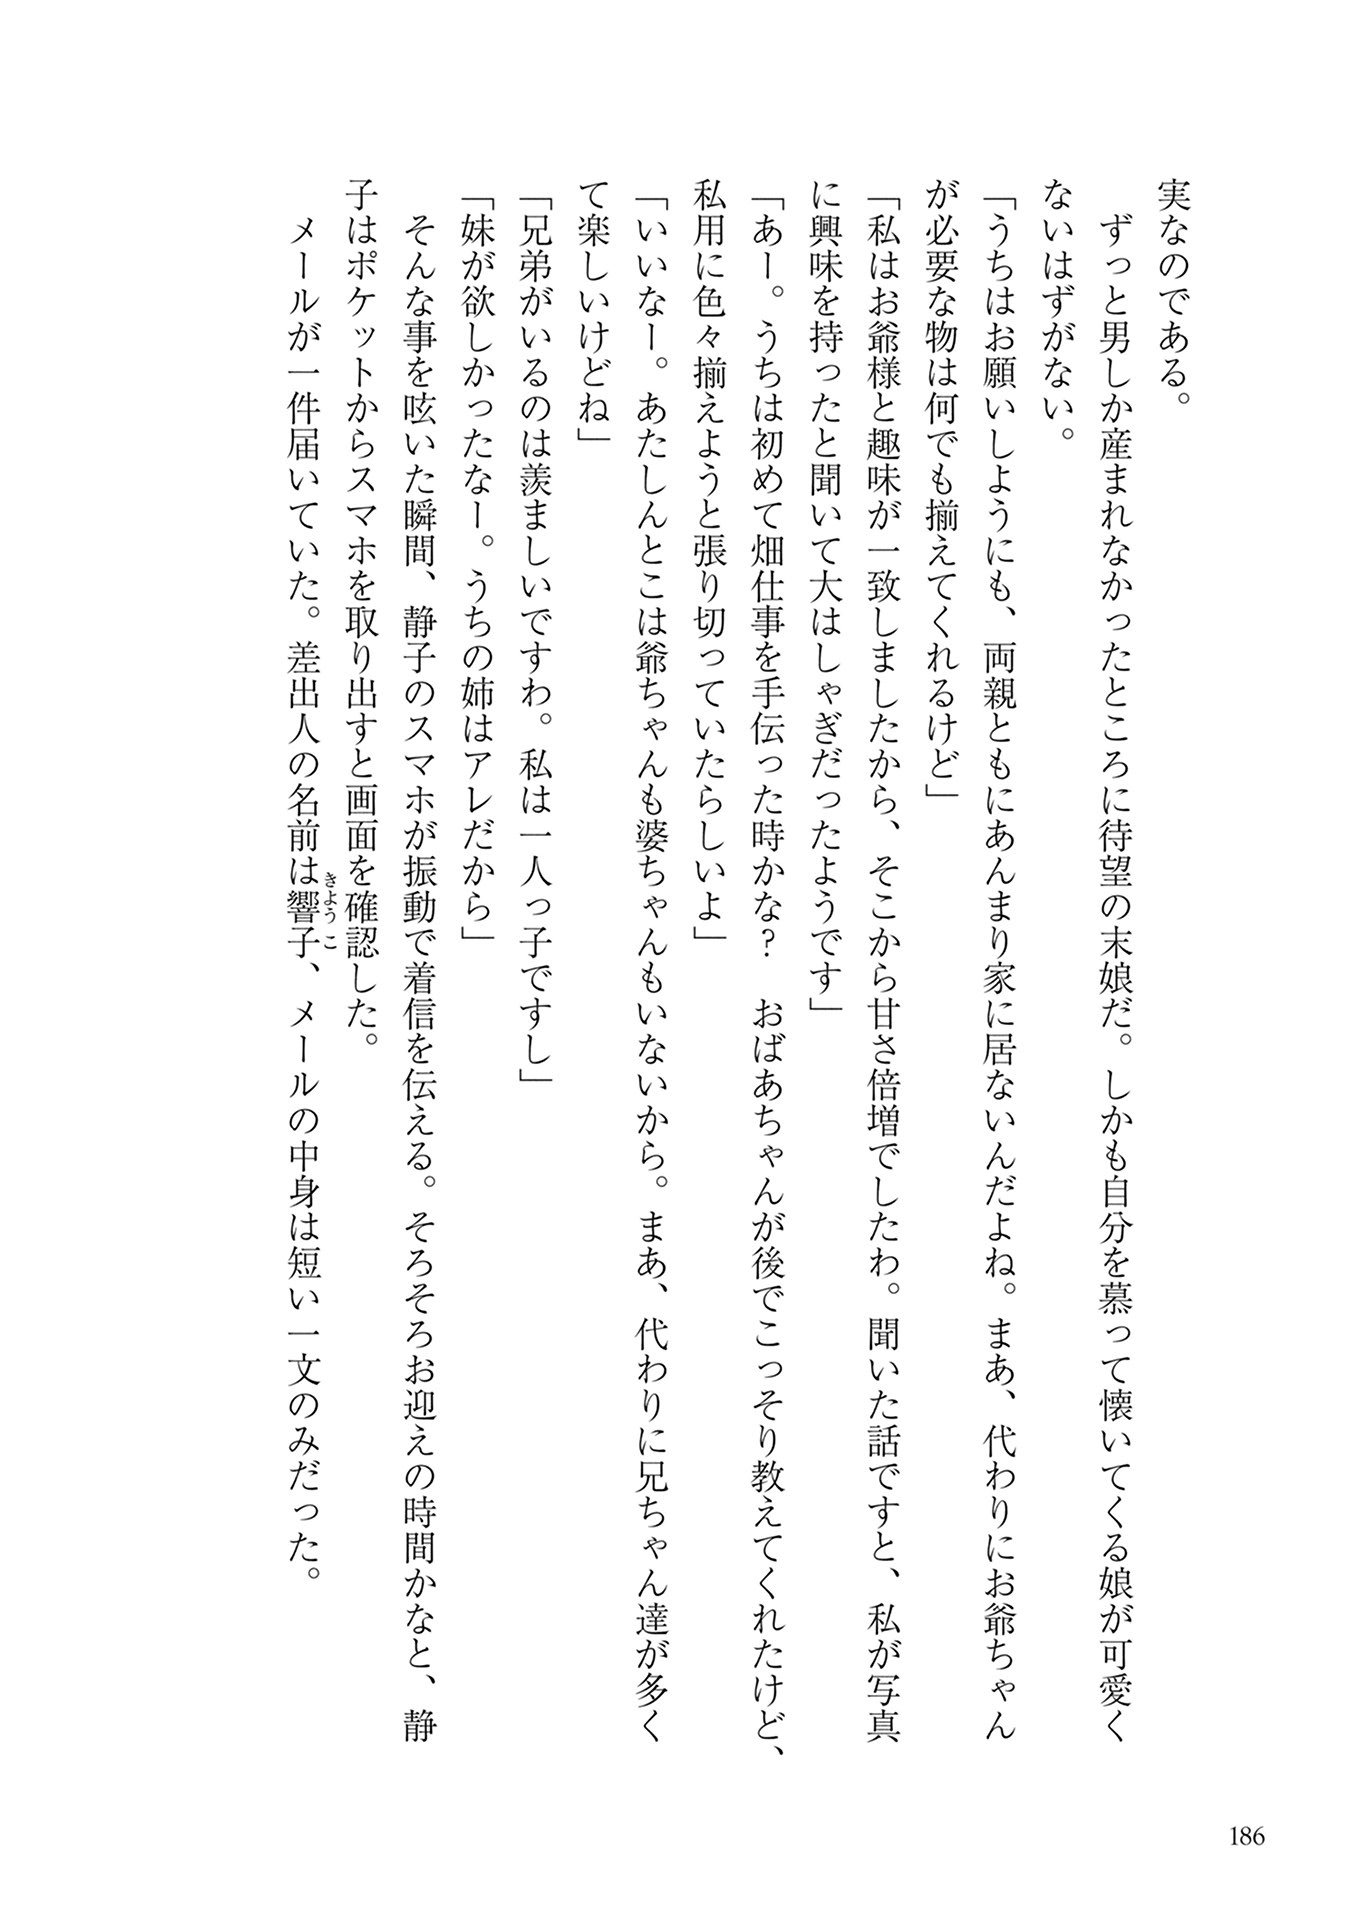 実なのである。
　ずっと男しか産まれなかったところに待望の末娘だ。しかも自分を慕って懐いてくる娘が可愛く
ないはずがない。
「うちはお願いしようにも、両親ともにあんまり家に居ないんだよね。まあ、代わりにお爺ちゃん
が必要な物は何でも揃えてくれるけど」
「私はお爺様と趣味が一致しましたから、そこから甘さ倍増でしたわ。聞いた話ですと、私が写真
に興味を持ったと聞いて大はしゃぎだったようです」
「あー。うちは初めて畑仕事を手伝った時かな？　おばあちゃんが後でこっそり教えてくれたけど、
私用に色々揃えようと張り切っていたらしいよ」
「いいなー。あたしんとこは爺ちゃんも婆ちゃんもいないから。まあ、代わりに兄ちゃん達が多く
て楽しいけどね」
「兄弟がいるのは羨ましいですわ。私は一人っ子ですし」
「妹が欲しかったなー。うちの姉はアレだから」
　そんな事を呟いた瞬間、静子のスマホが振動で着信を伝える。そろそろお迎えの時間かなと、静
子はポケットからスマホを取り出すと画面を確認した。
　メールが一件届いていた。差出人の名前は響子、メールの中身は短い一文のみだった。
きようこ
186